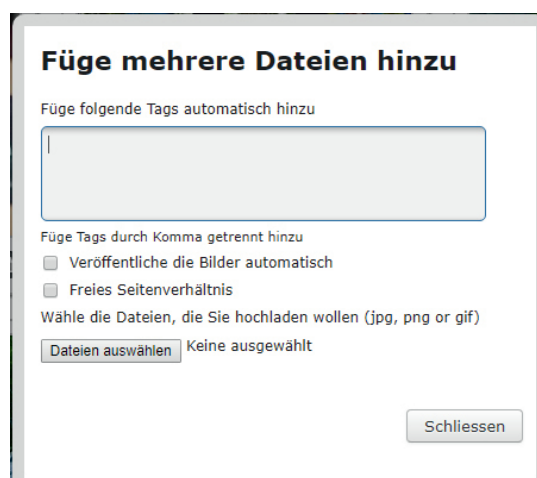 Füge mehrere Dateien hinzu
Füge folgende Tags automatisch hinzu
Füge Tags durch Komma getrennt hinzu
Veröffentliche die Bilder automatisch
Freies Seitenverhältnis
Wähle die Dateien, die Sie hochladen wollen (jpg, png or gif)
Dateien auswählen Keine ausgewählt
Schliessen